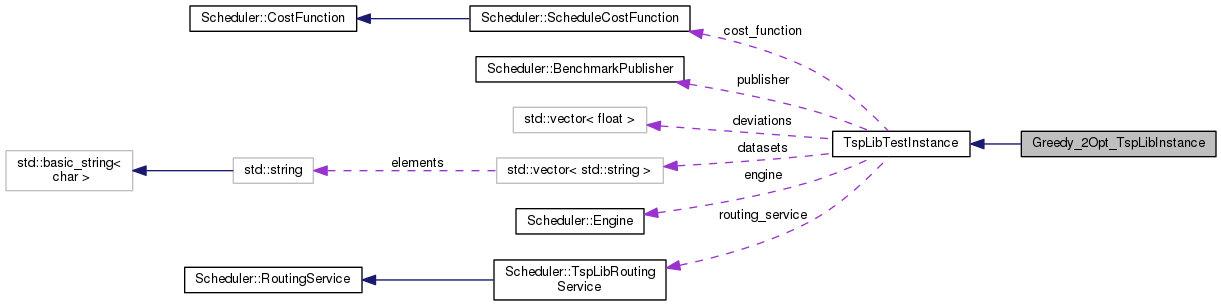 Scheduler::CostFunction
Scheduler::ScheduleCostFunction
cost_function
Scheduler::BenchmarkPublisher
publisher
std::vector< float >
deviations
TspLibTestInstance
Greedy_2Opt_TspLibInstance
datasets
std::basic_string<
char >
std::string
elements
std::vector< std::string >
engine
Scheduler::Engine
routing_service
Scheduler::RoutingService
Scheduler::TspLibRouting
Service